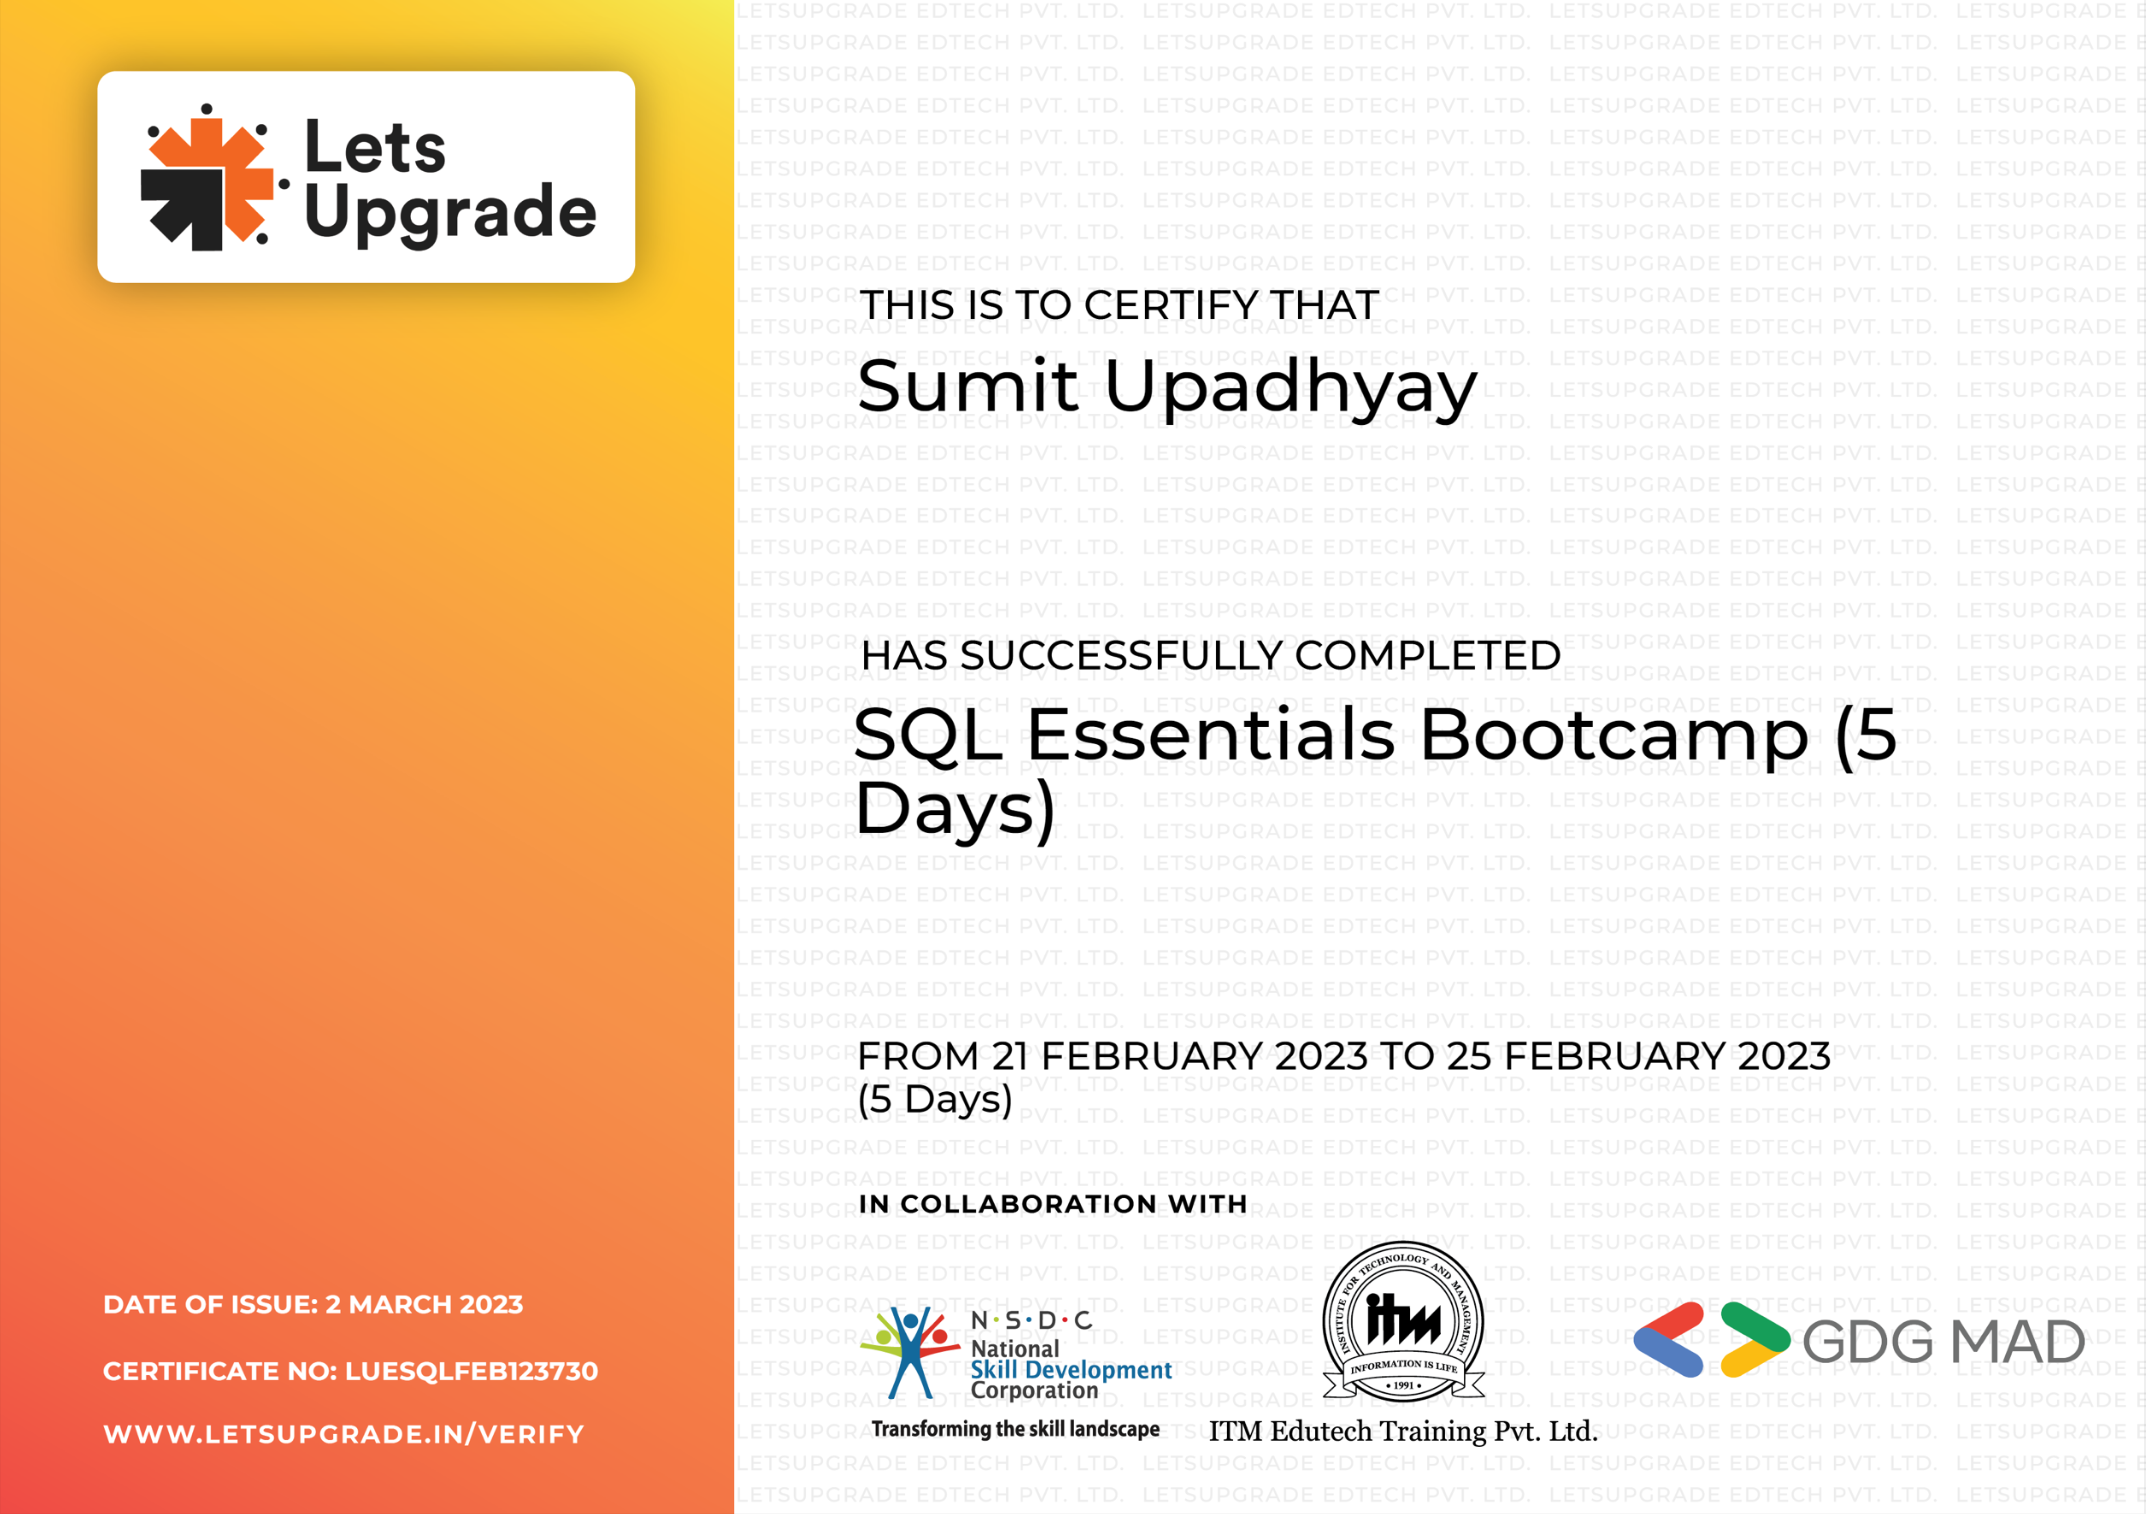 Lets
Upgrade
THIS IS TO CERTIFY THAT
Sumit Upadhyay
HAS SUCCESSFULLY COMPLETED
SQL Essentials Bootcamp (5
Days)
FROM 21 FEBRUARY 2023 TO 25 FEBRUARY 2023
(5 Days)
IN COLLABORATION WITH
N·S·D·C
National
Skill Development
Corporation
Transforming the skill landscape
INSTITUTE FOR TECHNOLOGY AND MANAGEMENT
itm
INFORMATION IS LIFE
• 1991 •
ITM Edutech Training Pvt. Ltd.
GDG MAD
DATE OF ISSUE: 2 MARCH 2023
CERTIFICATE NO: LUESQLFEB123730
WWW.LETSUPGRADE.IN/VERIFY
LETSUPGRADE EDTECH PVT. LTD.